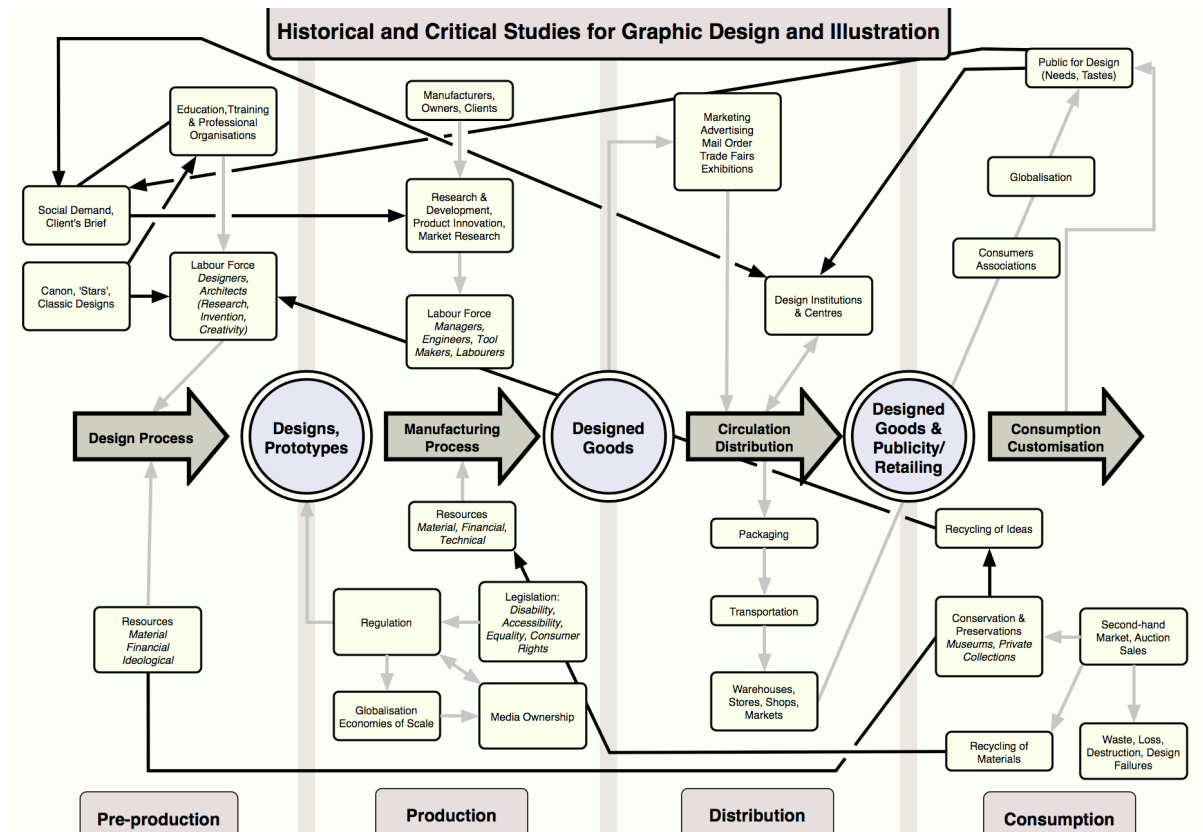 Historical and Critical Studies for Graphic Design and Illustration
Education,Ttraining
& Professional
Organisations
Social Demand,
Client's Brief
Canon, 'Stars',
Classic Designs
Labour Force
Designers,
Architects
(Research,
Invention,
Creativity)
Manufacturers,
Owners, Clients
Research &
Development,
Product Innovation,
Market Research
Labour Force
Managers,
Engineers, Tool
Makers, Labourers
Marketing
Advertising
Mail Order
Trade Fairs
Exhibitions
Design Institutions
& Centres
Public for Design
(Needs, Tastes)
Globalisation
Consumers
Associations
Design Process
Designs,
Prototypes
Manufacturing
Process
Designed
Goods
Circulation
Distribution
Designed
Goods &
Publicity/
Retailing
Consumption
Customisation
Resources
Material
Financial
Ideological
Resources
Material, Financial,
Technical
Regulation
Legislation:
Disability,
Accessibility,
Equality, Consumer
Rights
Globalisation
Economies of Scale
Media Ownership
Packaging
Transportation
Warehouses,
Stores, Shops,
Markets
Recycling of Ideas
Conservation &
Preservations
Museums, Private
Collections
Second-hand
Market, Auction
Sales
Recycling of
Materials
Waste, Loss,
Destruction, Design
Failures
Pre-production
Production
Distribution
Consumption